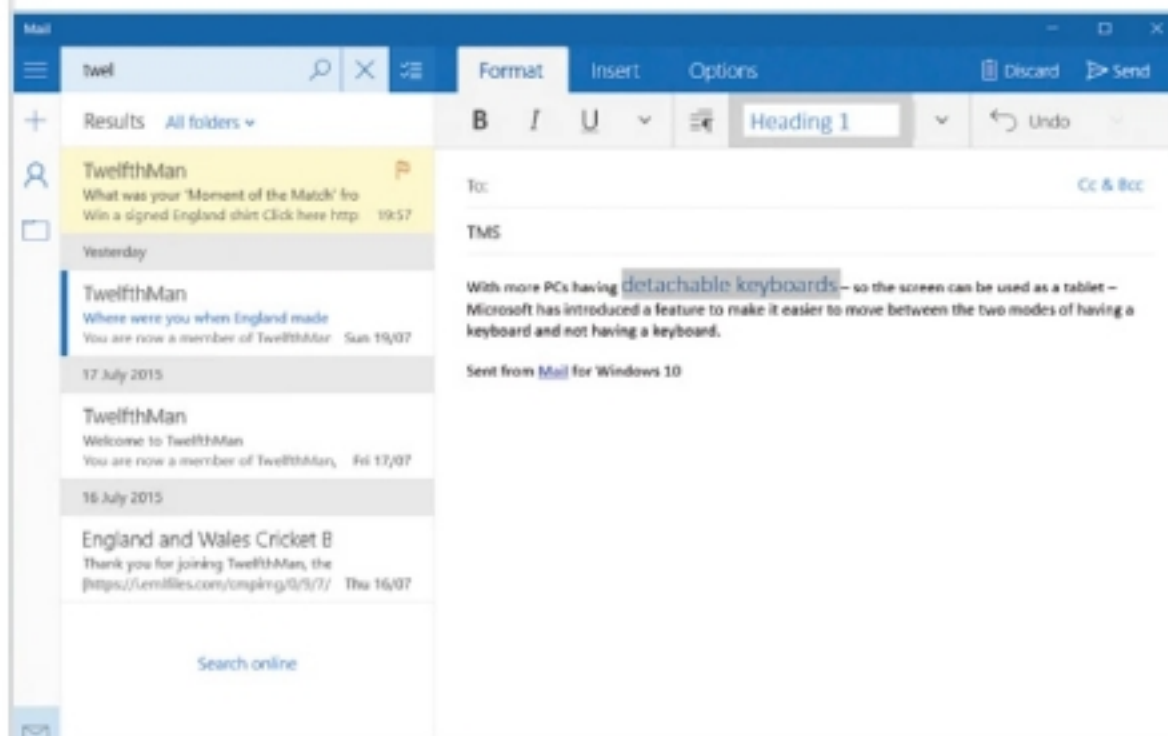 Mail
twel
Format Insert Options Discard Send
Results All folders
B I U Heading 1 Undo
TwelfthMan
What was your 'Moment of the Match' fro
Win a signed England shirt Click here http 19:57
Yesterday
TwelfthMan
Where were you when England made
You are now a member of TwelfthMar Sun 19/07
17 July 2015
TwelfthMan
Welcome to TwelfthMan
You are now a member of TwelfthMan, Fri 17/07
16 July 2015
England and Wales Cricket B
Thank you for joining TwelfthMan, the
Thu 16/07
Search online
To: Cc & Bcc
TMS
With more PCs having detachable keyboards – so the screen can be used as a tablet –
Microsoft has introduced a feature to make it easier to move between the two modes of having a
keyboard and not having a keyboard.
Sent from Mail for Windows 10